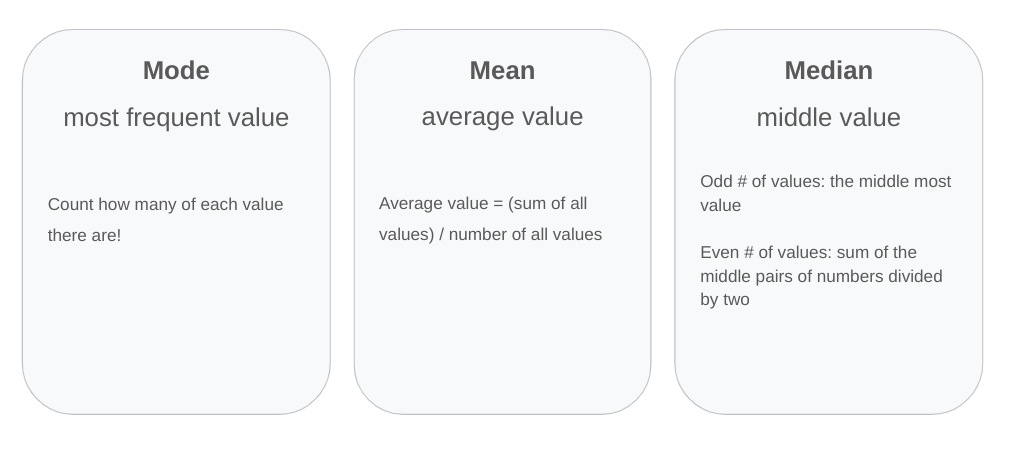 Mode
most frequent value
Count how many of each value
there are!
Mean
average value
Average value = (sum of all
values) / number of all values
Median
middle value
Odd # of values: the middle most
value
Even # of values: sum of the
middle pairs of numbers divided
by two